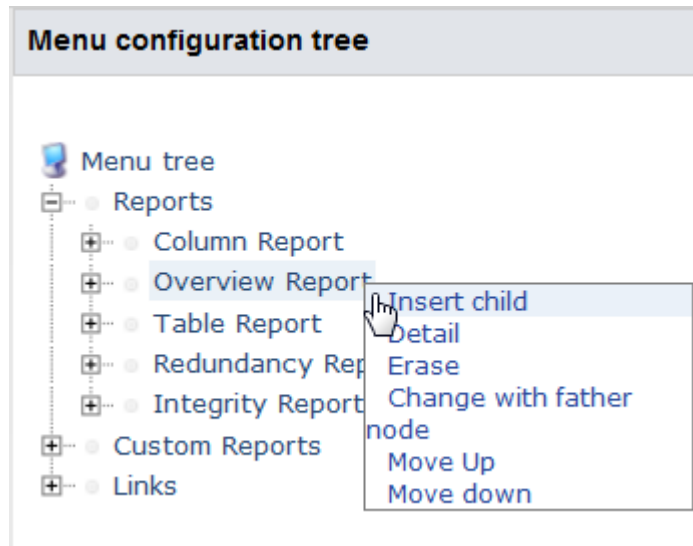 Menu configuration tree
Menu tree
Reports
Column Report
Overview Report
Table Report
Redundancy Rep
Integrity Report
Custom Reports
Links
Insert child
Detail
Erase
Change with father
node
Move Up
Move down